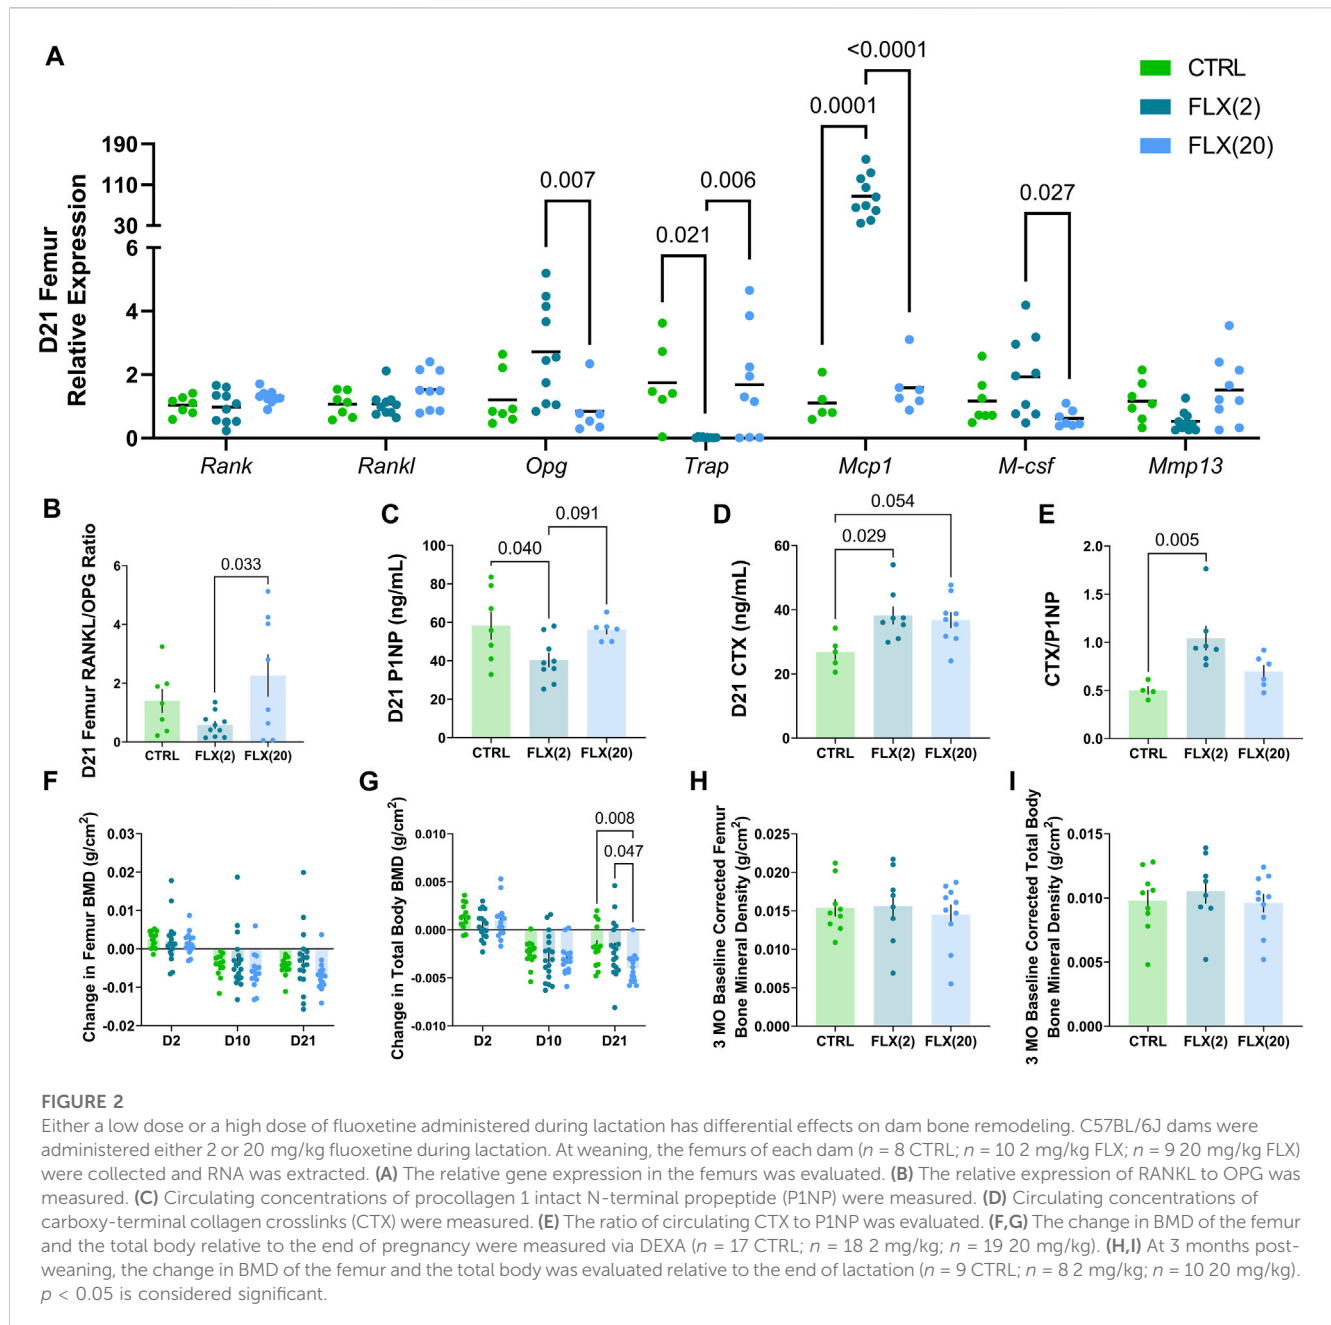 A
<0.0001
0.0001
0.007
0.006
0.021
0.027
CTRL
FLX(2)
FLX(20)
D21 Femur
Relative Expression
190
110
30
6
4
2
0
Rank Rankl Opg Trap Mcp1 M-csf Mmp13
B
D21 Femur RANKL/OPG Ratio
6
4
2
0
0.033
CTRL FLX(2) FLX(20)
C
D21 P1NP (ng/mL)
100
80
60
40
20
0
0.040
0.091
CTRL FLX(2) FLX(20)
D
D21 CTX (ng/mL)
60
40
20
0
0.054
0.029
CTRL FLX(2) FLX(20)
E
CTX/P1NP
2.0
1.5
1.0
0.5
0.0
0.005
CTRL FLX(2) FLX(20)
F
Change in Femur BMD (g/cm²)
0.03
0.02
0.01
0.00
-0.01
-0.02
D2 D10 D21
G
Change in Total Body BMD (g/cm²)
0.010
0.005
0.000
-0.005
-0.010
0.008
0.047
D2 D10 D21
H
3 MO Baseline Corrected Femur
Bone Mineral Density (g/cm²)
0.025
0.020
0.015
0.010
0.005
0.000
CTRL FLX(2) FLX(20)
I
3 MO Baseline Corrected Total Body
Bone Mineral Density (g/cm²)
0.015
0.010
0.005
0.000
CTRL FLX(2) FLX(20)
FIGURE 2
Either a low dose or a high dose of fluoxetine administered during lactation has differential effects on dam bone remodeling. C57BL/6J dams were
administered either 2 or 20 mg/kg fluoxetine during lactation. At weaning, the femurs of each dam (n = 8 CTRL; n = 10 2 mg/kg FLX; n = 9 20 mg/kg FLX)
were collected and RNA was extracted. (A) The relative gene expression in the femurs was evaluated. (B) The relative expression of RANKL to OPG was
measured. (C) Circulating concentrations of procollagen 1 intact N-terminal propeptide (P1NP) were measured. (D) Circulating concentrations of
carboxy-terminal collagen crosslinks (CTX) were measured. (E) The ratio of circulating CTX to P1NP was evaluated. (F,G) The change in BMD of the femur
and the total body relative to the end of pregnancy were measured via DEXA (n = 17 CTRL; n = 18 2 mg/kg; n = 19 20 mg/kg). (H,I) At 3 months post-
weaning, the change in BMD of the femur and the total body was evaluated relative to the end of lactation (n = 9 CTRL; n = 8 2 mg/kg; n = 10 20 mg/kg).
p < 0.05 is considered significant.